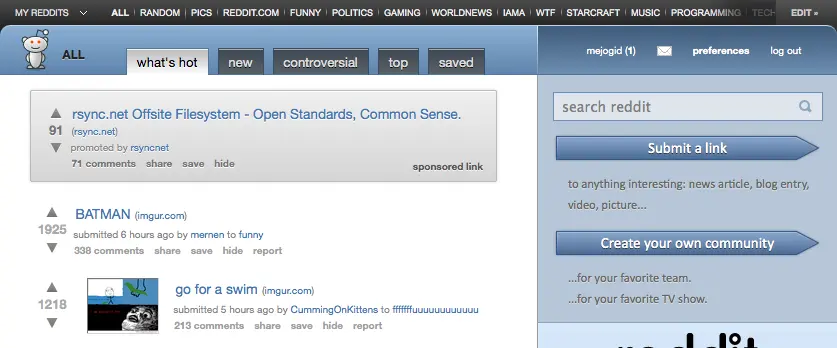 MY REDDITS ALL | RANDOM | PICS | REDDIT.COM | FUNNY | POLITICS | GAMING | WORLDNEWS | IAMA | WTF | STARCRAFT | MUSIC | PROGRAMMING | TECH EDIT »
ALL what's hot new controversial top saved
mejogid (1) preferences log out
search reddit
rsync.net Offsite Filesystem - Open Standards, Common Sense.
91 (rsync.net)
promoted by rsyncnet
71 comments share save hide sponsored link
Submit a link
to anything interesting: news article, blog entry,
video, picture...
BATMAN (imgur.com)
1925 submitted 6 hours ago by mernen to funny
338 comments share save hide report
Create your own community
...for your favorite team.
...for your favorite TV show.
go for a swim (imgur.com)
1218 submitted 5 hours ago by CummingOnKittens to fffffffuuuuuuuuuuuu
213 comments share save hide report
reddit